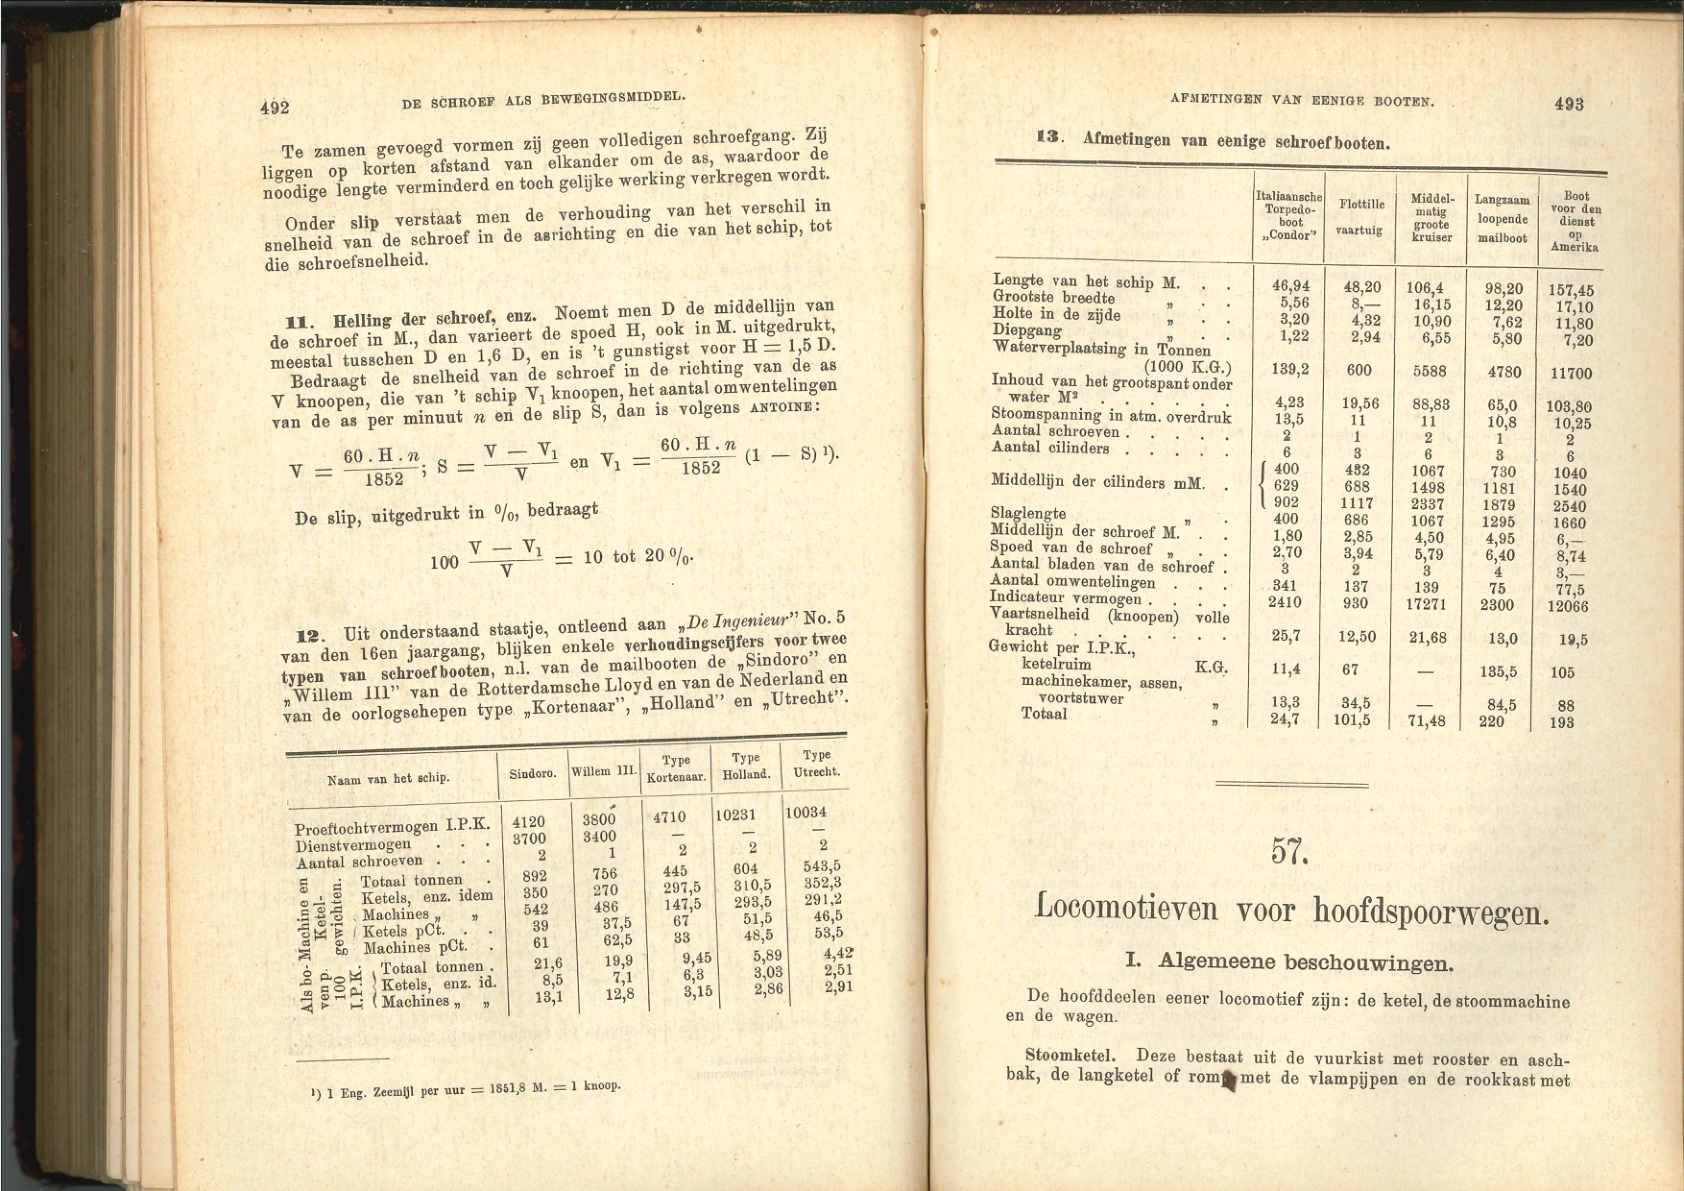 492
DE SCHROEF ALS BEWEGINGSMIDDEL.
Te zamen gevoegd vormen zij geen volledigen schroefgang. Zij
liggen op korten afstand van elkander om de as, waardoor de
noodige lengte verminderd en toch gelijke werking verkregen wordt.
Onder slip verstaat men de verhouding van het verschil in
snelheid van de schroef in de asrichting en die van het schip, tot
die schroefsnelheid.
11. Helling der schroef, enz. Noemt men D de middellijn van
de schroef in M., dan varieert de spoed H, ook in M. uitgedrukt,
meestal tusschen D en 1,6 D, en is 't gunstigst voor H = 1,5 D.
Bedraagt de snelheid van de schroef in de richting van de as
V knoopen, die van 't schip V₁ knoopen, het aantal omwentelingen
van de as per minuut n en de slip S, dan is volgens ANTOINE:
V = 60 . H . n / 1852 ; S = V — V₁ / V en V₁ = 60 . H . n / 1852 (1 — S) ¹).
De slip, uitgedrukt in %, bedraagt
100 V — V₁ / V = 10 tot 20 %.
12. Uit onderstaand staatje, ontleend aan „De Ingenieur” No. 5
van den 16en jaargang, blijken enkele verhoudingscijfers voor twee
typen van schroefbooten, n.l. van de mailbooten de „Sindoro” en
„Willem III” van de Rotterdamsche Lloyd en van de Nederland en
van de oorlogschepen type „Kortenaar”, „Holland” en „Utrecht”.
Naam van het schip. Sindoro. Willem III. Type Kortenaar. Type Holland. Type Utrecht.
Proeftochtvermogen I.P.K. 4120 3800 4710 10231 10034
Dienstvermogen . . . 3700 3400 — — —
Aantal schroeven . . . 2 1 2 2 2
Machine en Ketel-gewichten.
Totaal tonnen . 892 756 445 604 543,5
Ketels, enz. idem 350 270 297,5 310,5 352,3
Machines „ „ 542 486 147,5 293,5 291,2
Ketels pCt. . . 39 37,5 67 51,5 46,5
Machines pCt. . 61 62,5 33 48,5 53,5
Als bo-ven p. 100 I.P.K.
Totaal tonnen . 21,6 19,9 9,45 5,89 4,42
Ketels, enz. id. 8,5 7,1 6,3 3,03 2,51
Machines „ „ 13,1 12,8 3,15 2,86 2,91
¹) 1 Eng. Zeemijl per uur = 1851,8 M. = 1 knoop.
AFMETINGEN VAN EENIGE BOOTEN.
493
13. Afmetingen van eenige schroefbooten.
Italiaansche Torpedo-boot „Condor” Flottille vaartuig Middel-matig groote kruiser Langzaam loopende mailboot Boot voor den dienst op Amerika
Lengte van het schip M. . . 46,94 48,20 106,4 98,20 157,45
Grootste breedte „ . . 5,56 8,— 16,15 12,20 17,10
Holte in de zijde „ . . 3,20 4,32 10,90 7,62 11,80
Diepgang „ . . 1,22 2,94 6,55 5,80 7,20
Waterverplaatsing in Tonnen
(1000 K.G.) 139,2 600 5588 4780 11700
Inhoud van het grootspant onder
water M² . . . . . . 4,23 19,56 88,83 65,0 103,80
Stoomspanning in atm. overdruk 13,5 11 11 10,8 10,25
Aantal schroeven . . . . . 2 1 2 1 2
Aantal cilinders . . . . . 6 3 6 3 6
400 432 1067 730 1040
Middellijn der cilinders mM. . 629 688 1498 1181 1540
902 1117 2337 1879 2540
Slaglengte „ . 400 686 1067 1295 1660
Middellijn der schroef M. . . 1,80 2,85 4,50 4,95 6,—
Spoed van de schroef „ . . 2,70 3,94 5,79 6,40 8,74
Aantal bladen van de schroef . 3 2 3 4 3,—
Aantal omwentelingen . . . 341 137 139 75 77,5
Indicateur vermogen . . . . 2410 930 17271 2300 12066
Vaartsnelheid (knoopen) volle
kracht . . . . . . . 25,7 12,50 21,68 13,0 19,5
Gewicht per I.P.K.,
ketelruim K.G. 11,4 67 — 135,5 105
machinekamer, assen,
voortstuwer „ 13,3 34,5 — 84,5 88
Totaal „ 24,7 101,5 71,48 220 193
57.
Locomotieven voor hoofdspoorwegen.
I. Algemeene beschouwingen.
De hoofddeelen eener locomotief zijn: de ketel, de stoommachine
en de wagen.
Stoomketel. Deze bestaat uit de vuurkist met rooster en asch-
bak, de langketel of romp met de vlampijpen en de rookkast met